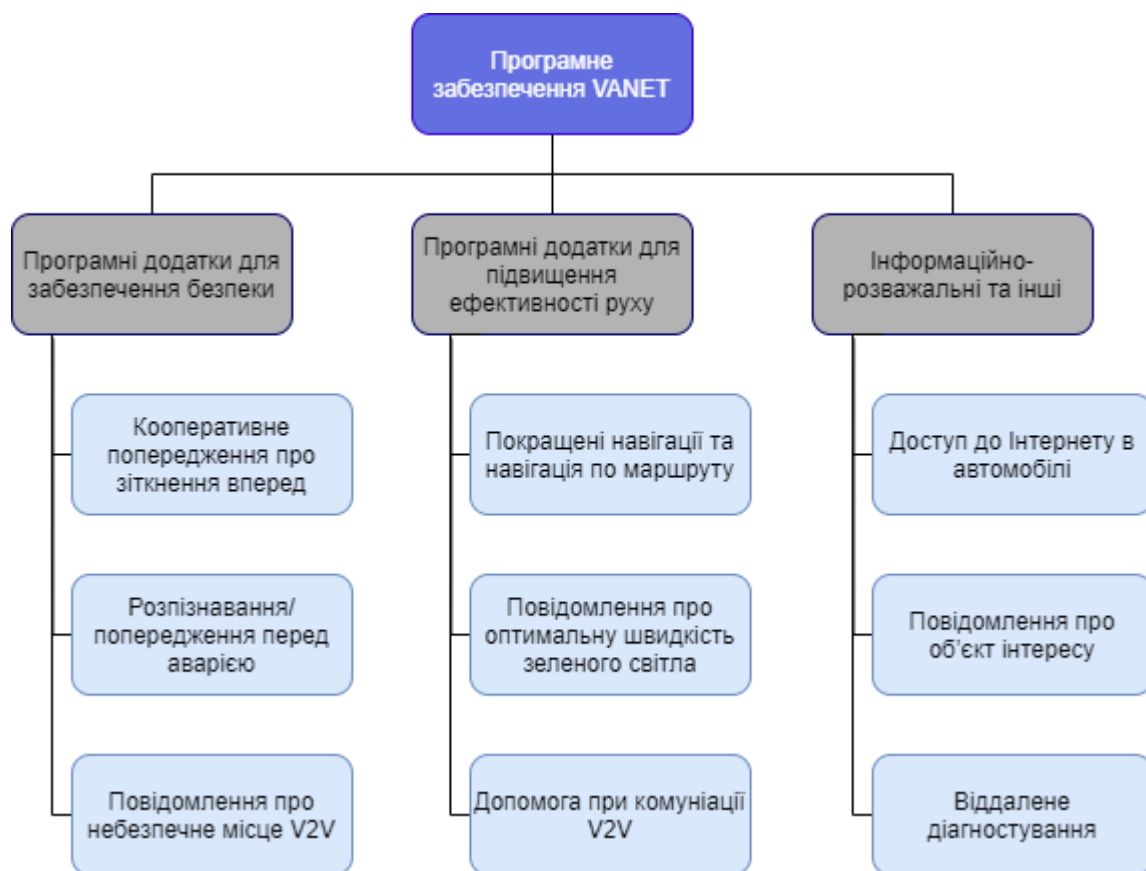 Програмне
забезпечення VANET
Програмні додатки для
забезпечення безпеки
Програмні додатки для
підвищення
ефективності руху
Інформаційно-
розважальні та інші
Кооперативне
попередження про
зіткнення вперед
Покращені навігації та
навігація по маршруту
Доступ до Інтернету в
автомобілі
Розпізнавання/
попередження перед
аварією
Повідомлення про
оптимальну швидкість
зеленого світла
Повідомлення про
об'єкт інтересу
Повідомлення про
небезпечне місце V2V
Допомога при комуніації
V2V
Віддалене
діагностування